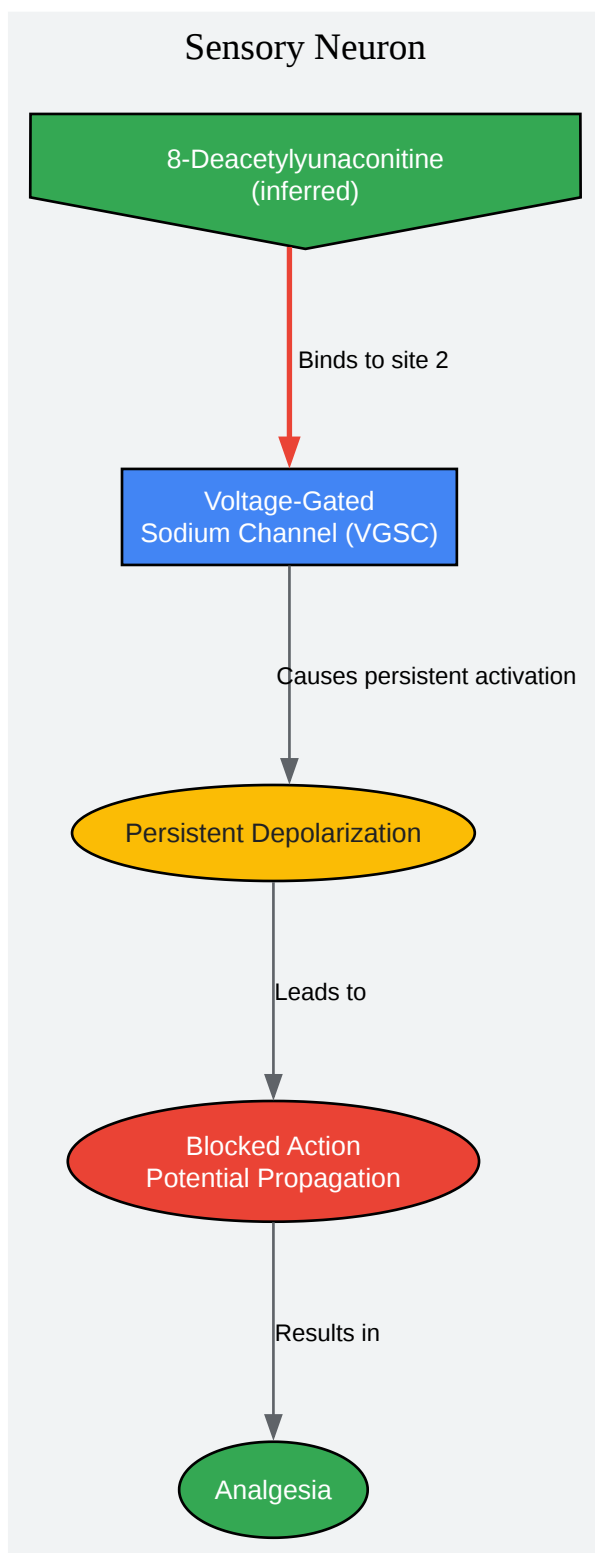 Sensory Neuron
8-Deacetylyunaconitine
(inferred)
Binds to site 2
Voltage-Gated
Sodium Channel (VGSC)
Causes persistent activation
Persistent Depolarization
Leads to
Blocked Action
Potential Propagation
Results in
Analgesia